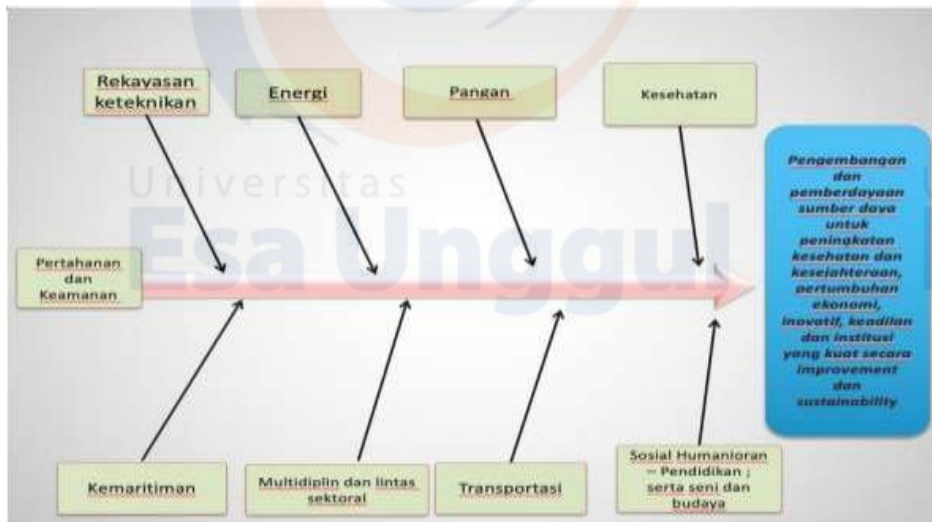 Rekayasan
keteknikan
Energi
Pangan
Kesehatan
Universitas
Esa Unggul
Pertahanan
dan
Keamanan
Pengembangan
dan
pemberdayaan
sumber daya
untuk
peningkatan
kesehatan dan
kesejahteraan,
pertumbuhan
ekonomi,
inovatif, keadilan
dan institusi
yang kuat secara
improvement
dan
sustainability
Kemaritiman
Multidiplin dan lintas
sektoral
Transportasi
Sosial Humanioran
– Pendidikan ;
serta seni dan
budaya